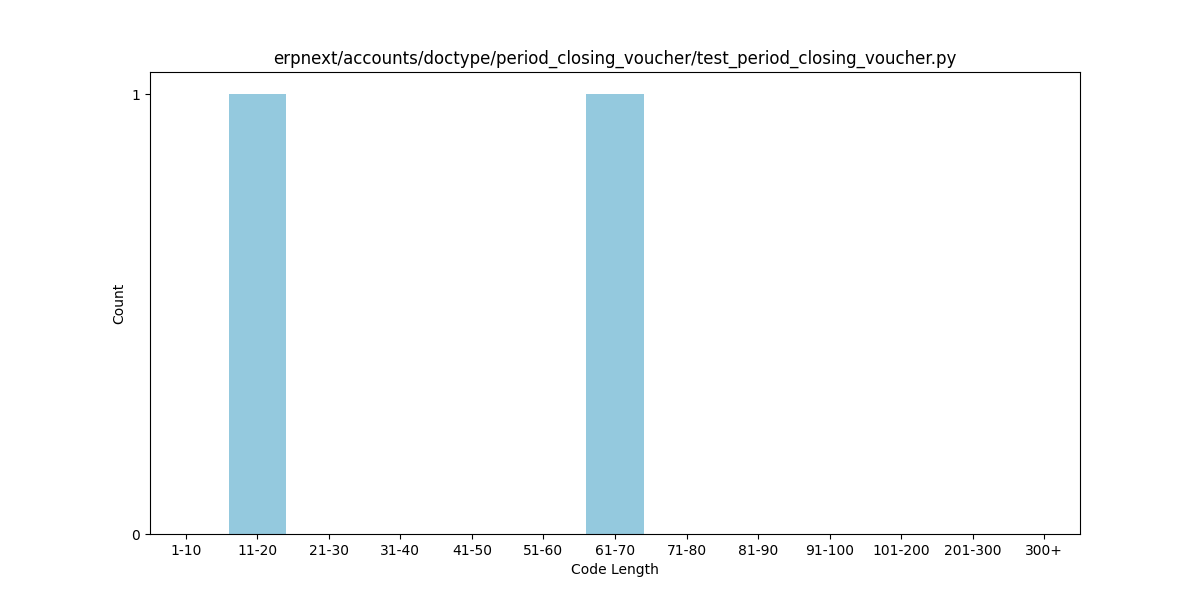 erpnext/accounts/doctype/period_closing_voucher/test_period_closing_voucher.py
1
Count
0
1-10 11-20 21-30 31-40 41-50 51-60 61-70 71-80 81-90 91-100 101-200 201-300 300+
Code Length